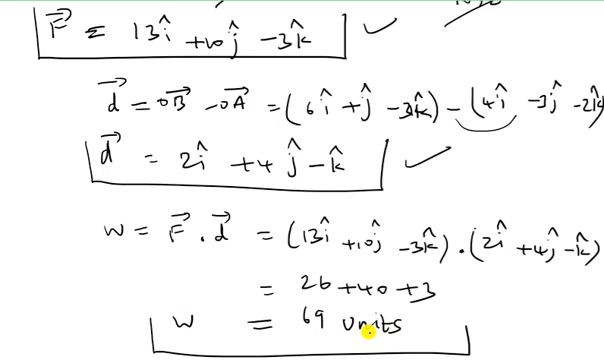 F⃗ = 13î +10ĵ -3k̂
d⃗ = OB⃗ - OA⃗ = (6î +ĵ -3k̂) - (4î -3ĵ -2k̂)
d⃗ = 2î +4ĵ -k̂
W = F⃗ . d⃗ = (13î +10ĵ -3k̂) . (2î +4ĵ -k̂)
= 26 +40 +3
W = 69 units